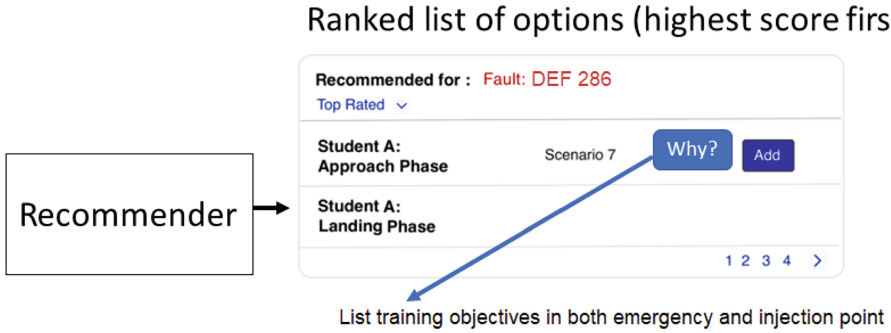 Ranked list of options (highest score firs
Recommended for : Fault: DEF 286
Top Rated
Student A:
Approach Phase
Scenario 7
Why?
Add
Recommender
Student A:
Landing Phase
1 2 3 4 >
List training objectives in both emergency and injection point